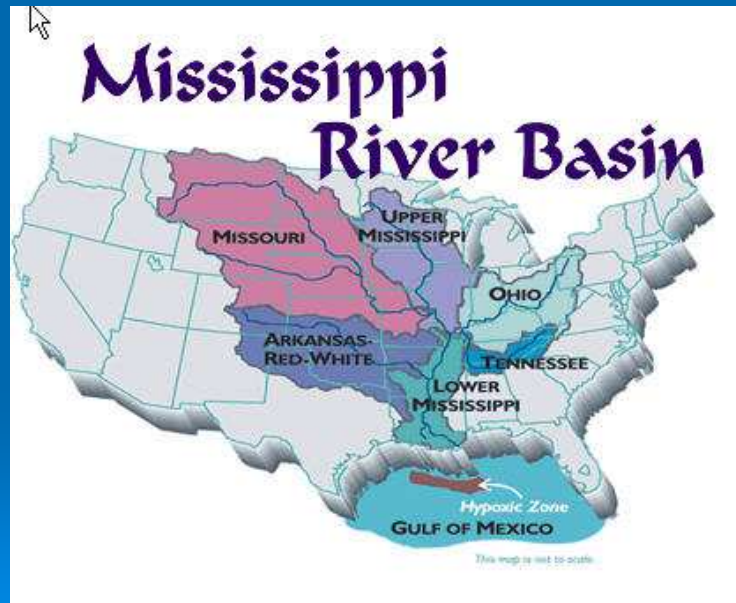 Mississippi
River Basin
MISSOURI
UPPER
MISSISSIPPI
OHIO
ARKANSAS-
RED-WHITE
TENNESSEE
LOWER
MISSISSIPPI
Hypoxic Zone
GULF OF MEXICO
This map is not to scale